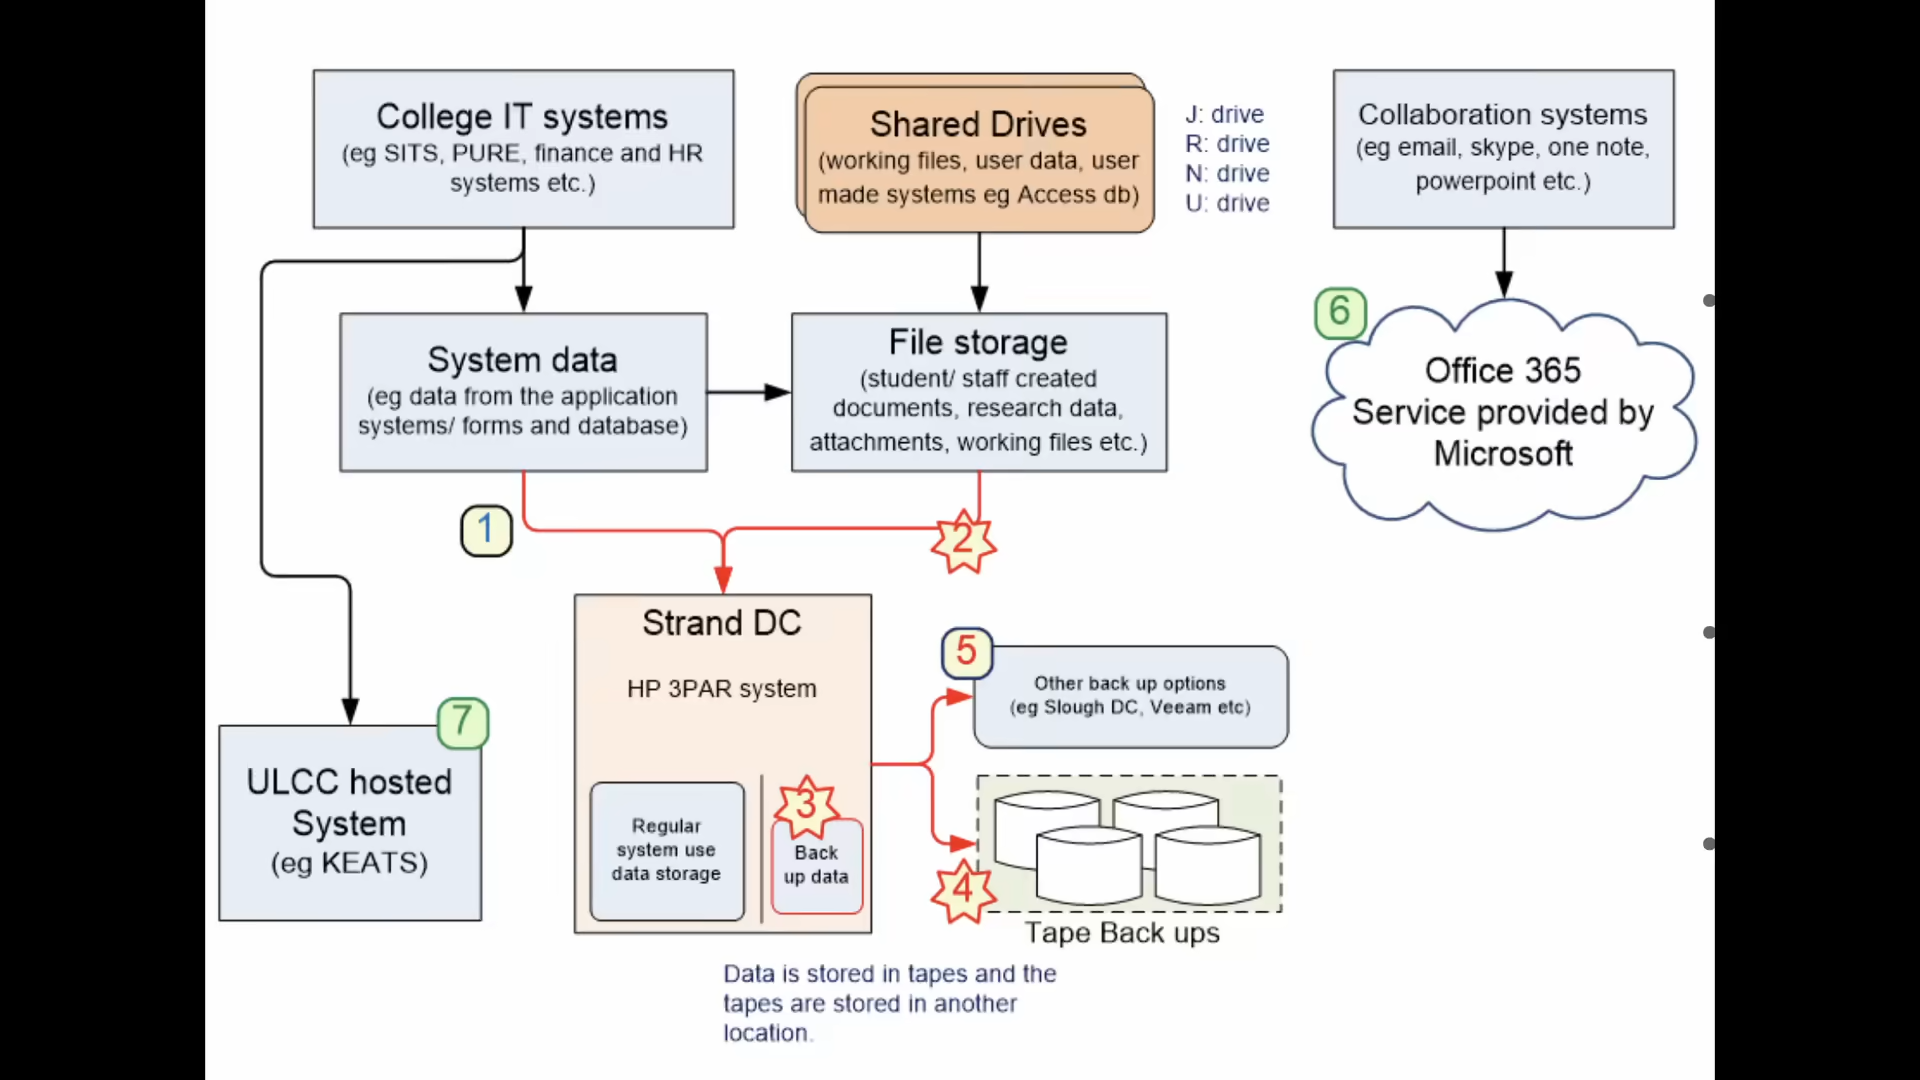 College IT systems
(eg SITS, PURE, finance and HR
systems etc.)
Shared Drives
(working files, user data, user
made systems eg Access db)
J: drive
R: drive
N: drive
U: drive
Collaboration systems
(eg email, skype, one note,
powerpoint etc.)
System data
(eg data from the application
systems/ forms and database)
File storage
(student/ staff created
documents, research data,
attachments, working files etc.)
6
Office 365
Service provided by
Microsoft
1
2
Strand DC
HP 3PAR system
Regular
system use
data storage
3
Back
up data
5
Other back up options
(eg Slough DC, Veeam etc)
4
Tape Back ups
7
ULCC hosted
System
(eg KEATS)
Data is stored in tapes and the
tapes are stored in another
location.